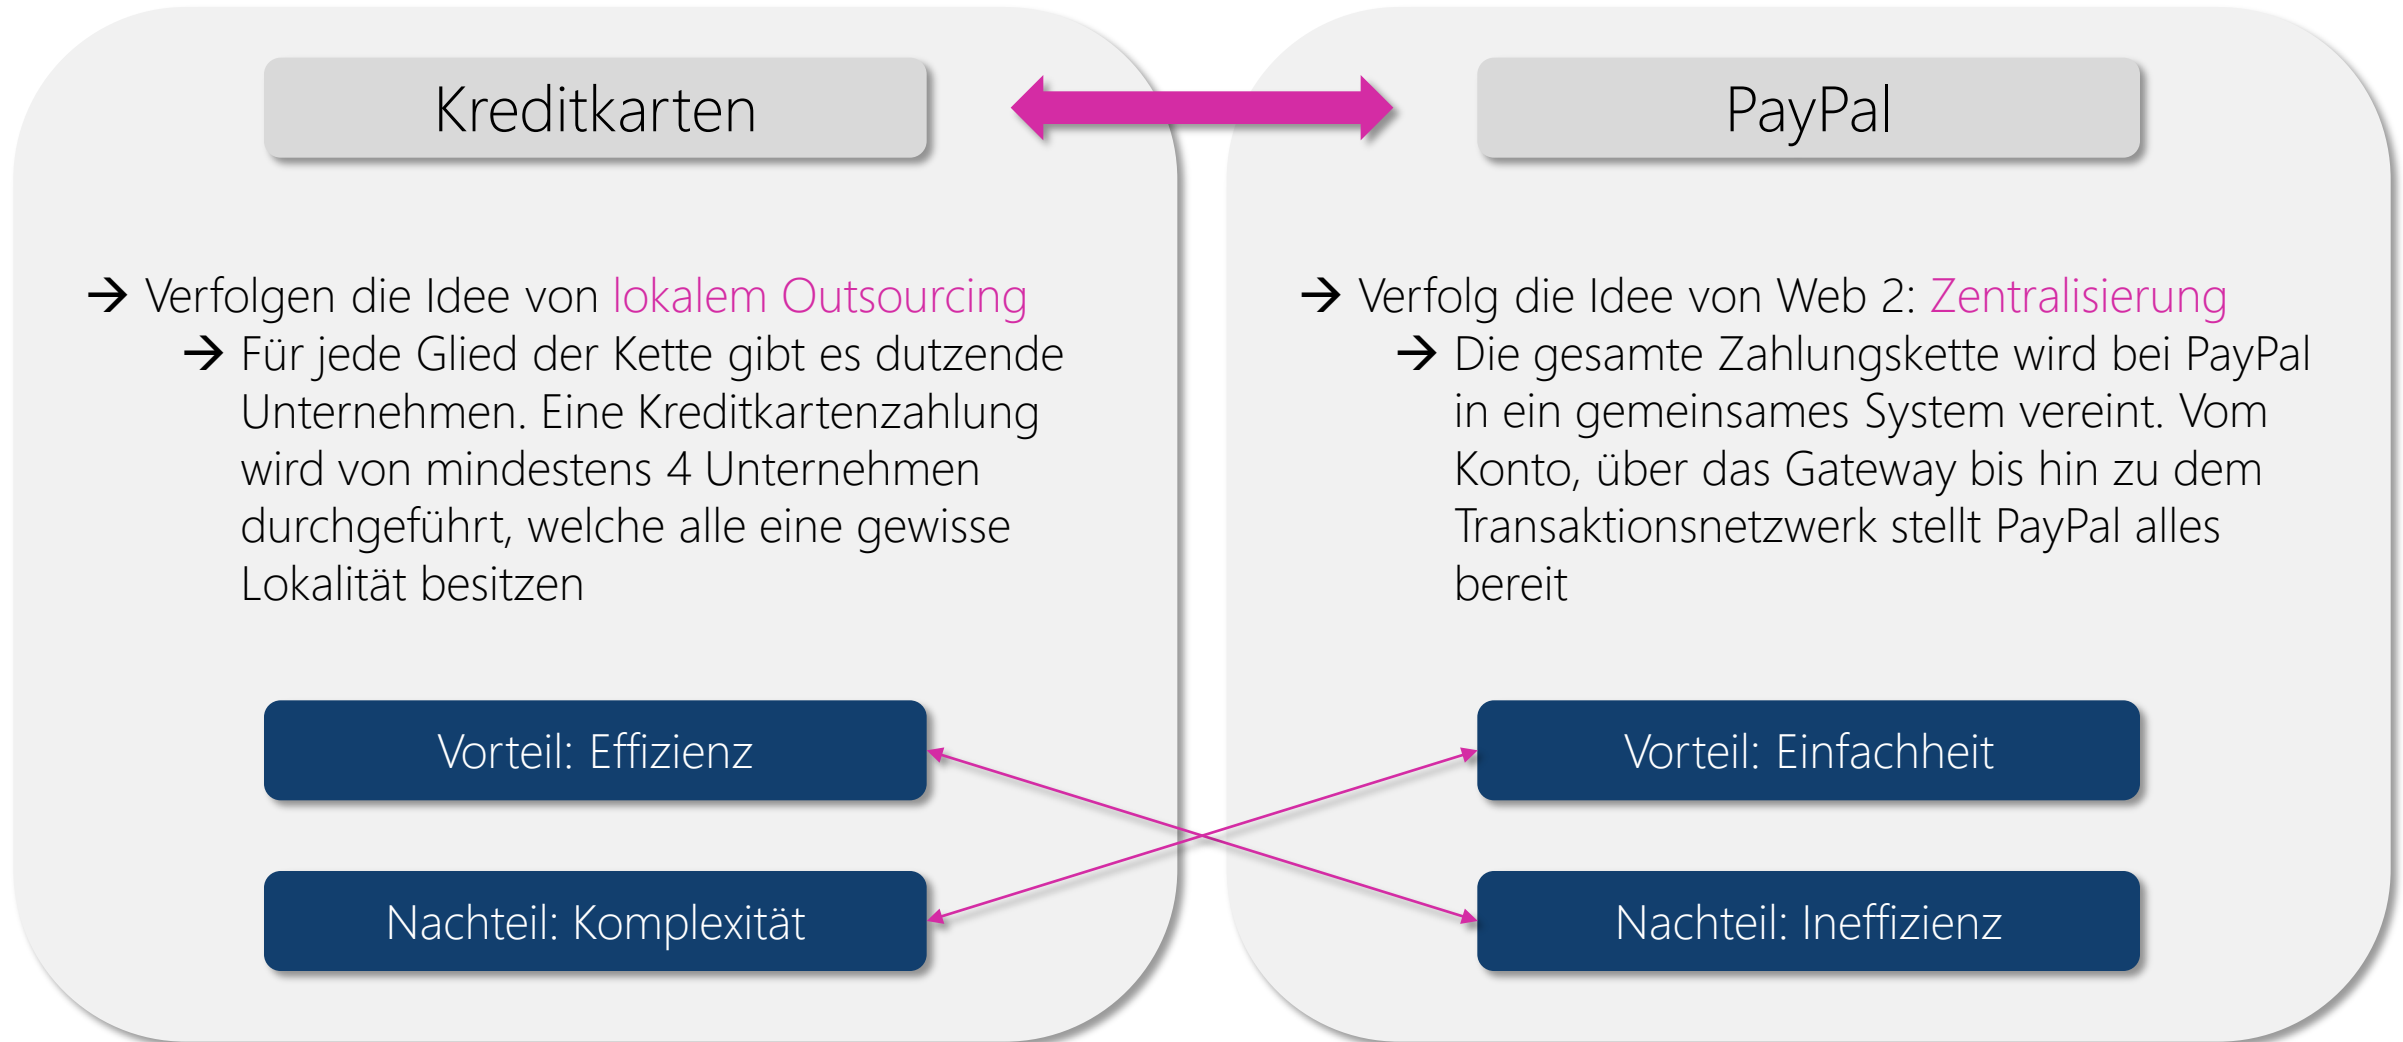 Kreditkarten
→ Verfolgen die Idee von lokalem Outsourcing
→ Für jede Glied der Kette gibt es dutzende
Unternehmen. Eine Kreditkartenzahlung
wird von mindestens 4 Unternehmen
durchgeführt, welche alle eine gewisse
Lokalität besitzen
Vorteil: Effizienz
Nachteil: Komplexität
PayPal
→ Verfolg die Idee von Web 2: Zentralisierung
→ Die gesamte Zahlungskette wird bei PayPal
in ein gemeinsames System vereint. Vom
Konto, über das Gateway bis hin zu dem
Transaktionsnetzwerk stellt PayPal alles
bereit
Vorteil: Einfachheit
Nachteil: Ineffizienz